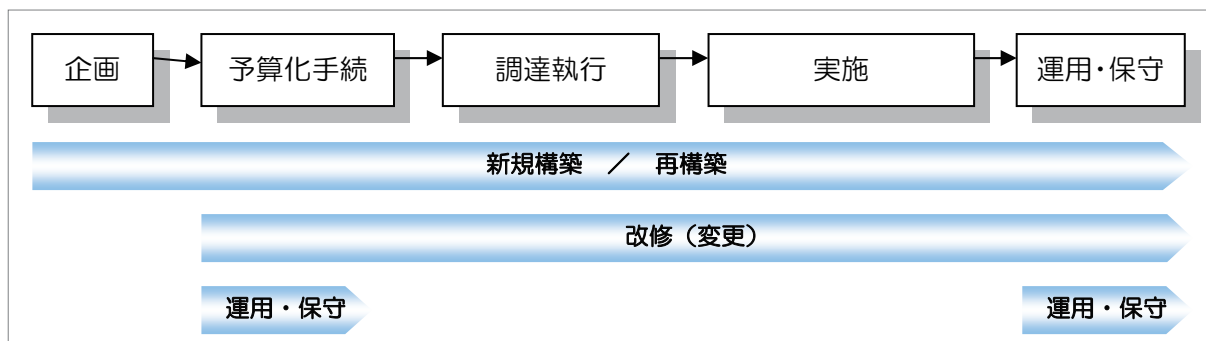 企画 予算化手続 調達執行 実施 運用・保守
新規構築 ／ 再構築
改修（変更）
運用・保守 運用・保守